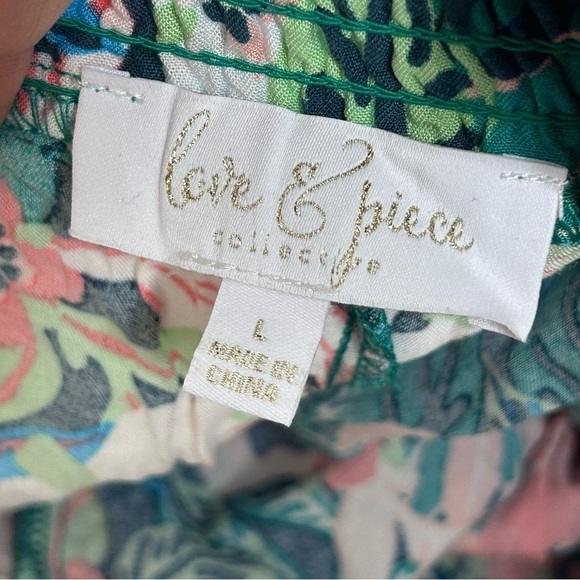 love & piece
collective
L
MADE IN
CHINA